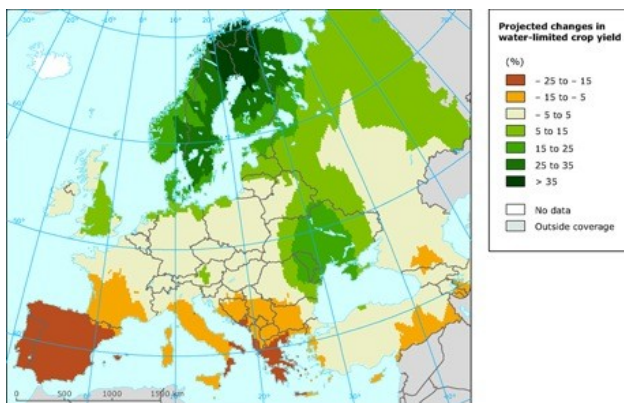 Projected changes in
water-limited crop yield
(%)
– 25 to – 15
– 15 to – 5
– 5 to 5
5 to 15
15 to 25
25 to 35
> 35
No data
Outside coverage
0 500 1000 1500 km